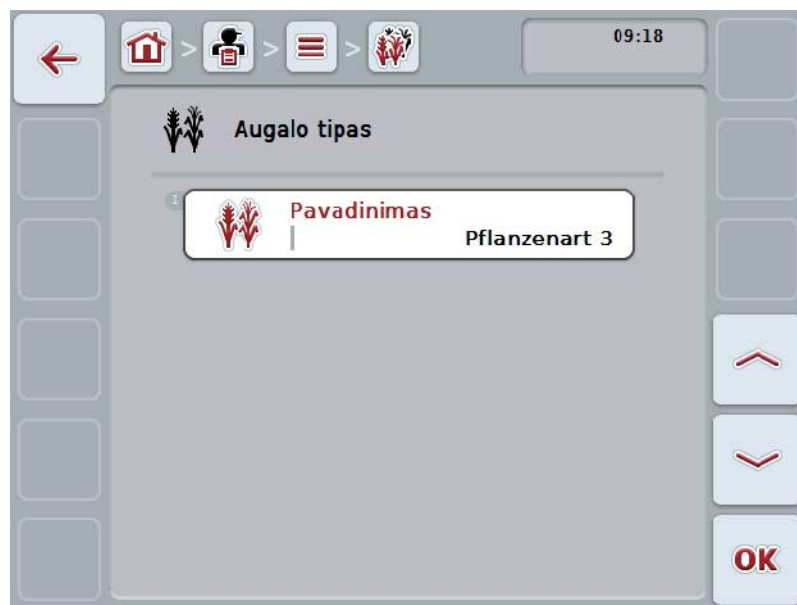 > > >
09:18
Augalo tipas
I
Pavadinimas
Pflanzenart 3
OK